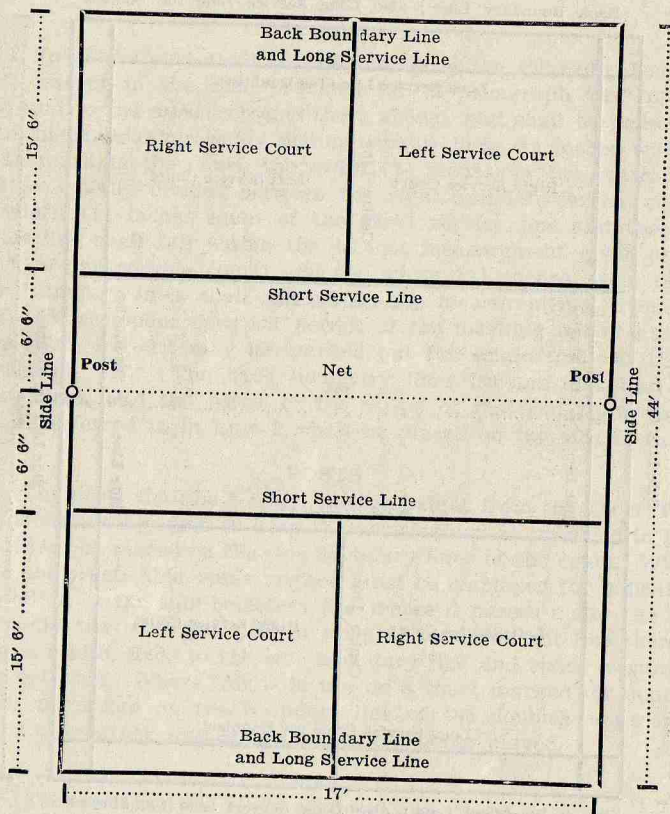 Back Boundary Line
and Long Service Line
15' 6"
Right Service Court
Left Service Court
Short Service Line
6' 6"
Post
Net
Post
Side Line
Side Line
44'
6' 6"
Short Service Line
15' 6"
Left Service Court
Right Service Court
Back Boundary Line
and Long Service Line
17'